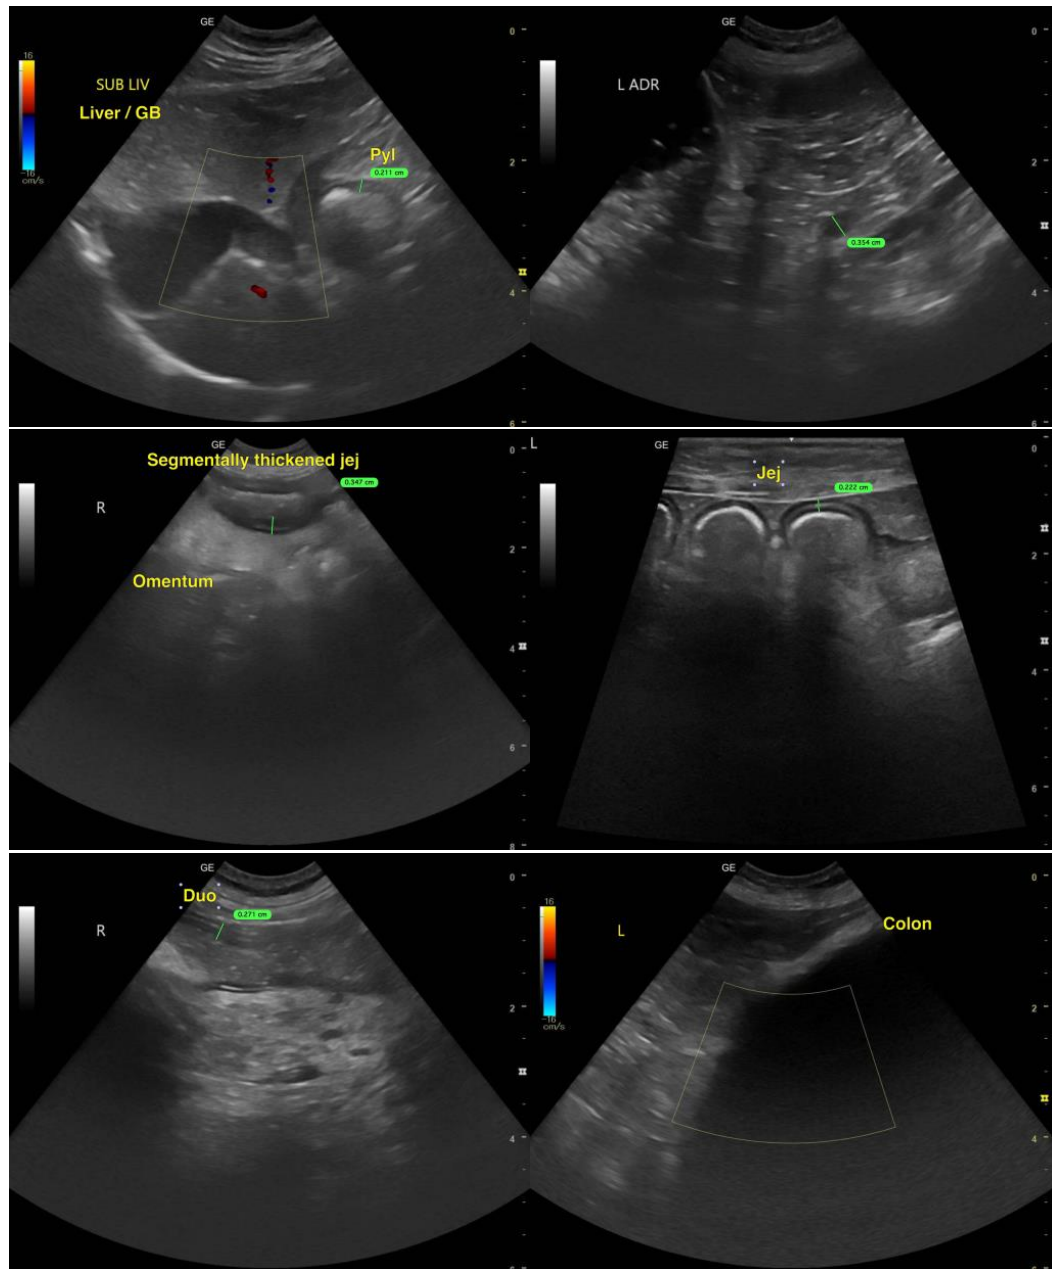 GE
0
16
SUB LIV
Liver / GB
Pyl
0.211 cm
2
-16
cm/s
4
6
GE
0
L ADR
2
0.354 cm
4
GE
0
Segmentally thickened jej
0.347 cm
R
2
Omentum
4
6
8
L
GE
0
Jej
0.222 cm
2
4
6
GE
0
Duo
0.271 cm
R
2
4
GE
0
16
Colon
L
-16
cm/s
2
4